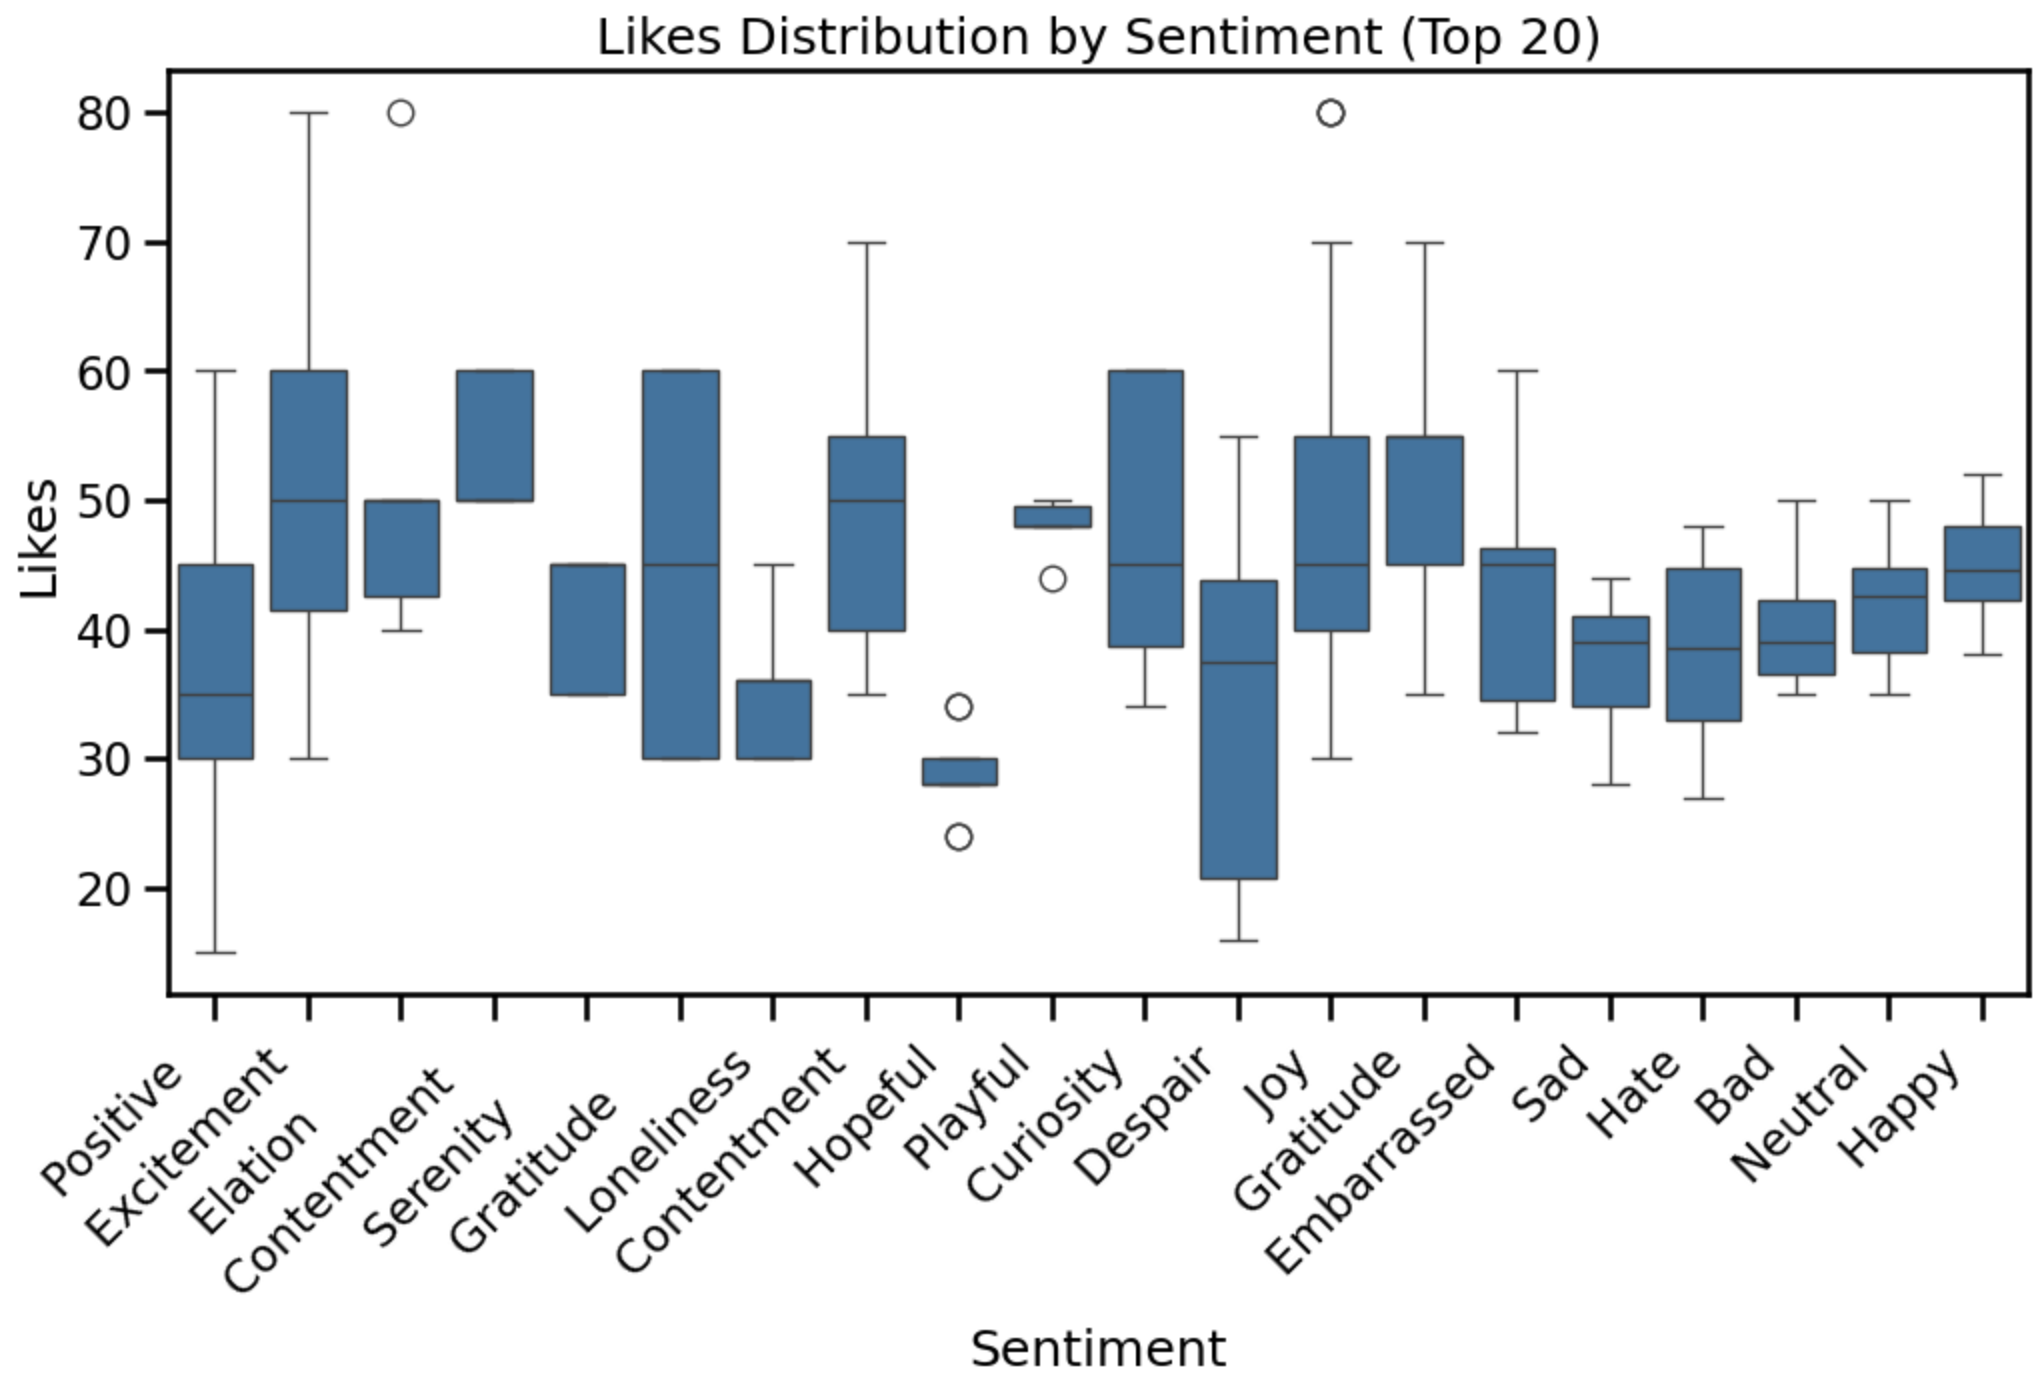 Likes Distribution by Sentiment (Top 20)
Likes
80
70
60
50
40
30
20
Positive
Excitement
Elation
Contentment
Serenity
Gratitude
Loneliness
Contentment
Hopeful
Playful
Curiosity
Despair
Joy
Gratitude
Embarrassed
Sad
Hate
Bad
Neutral
Happy
Sentiment